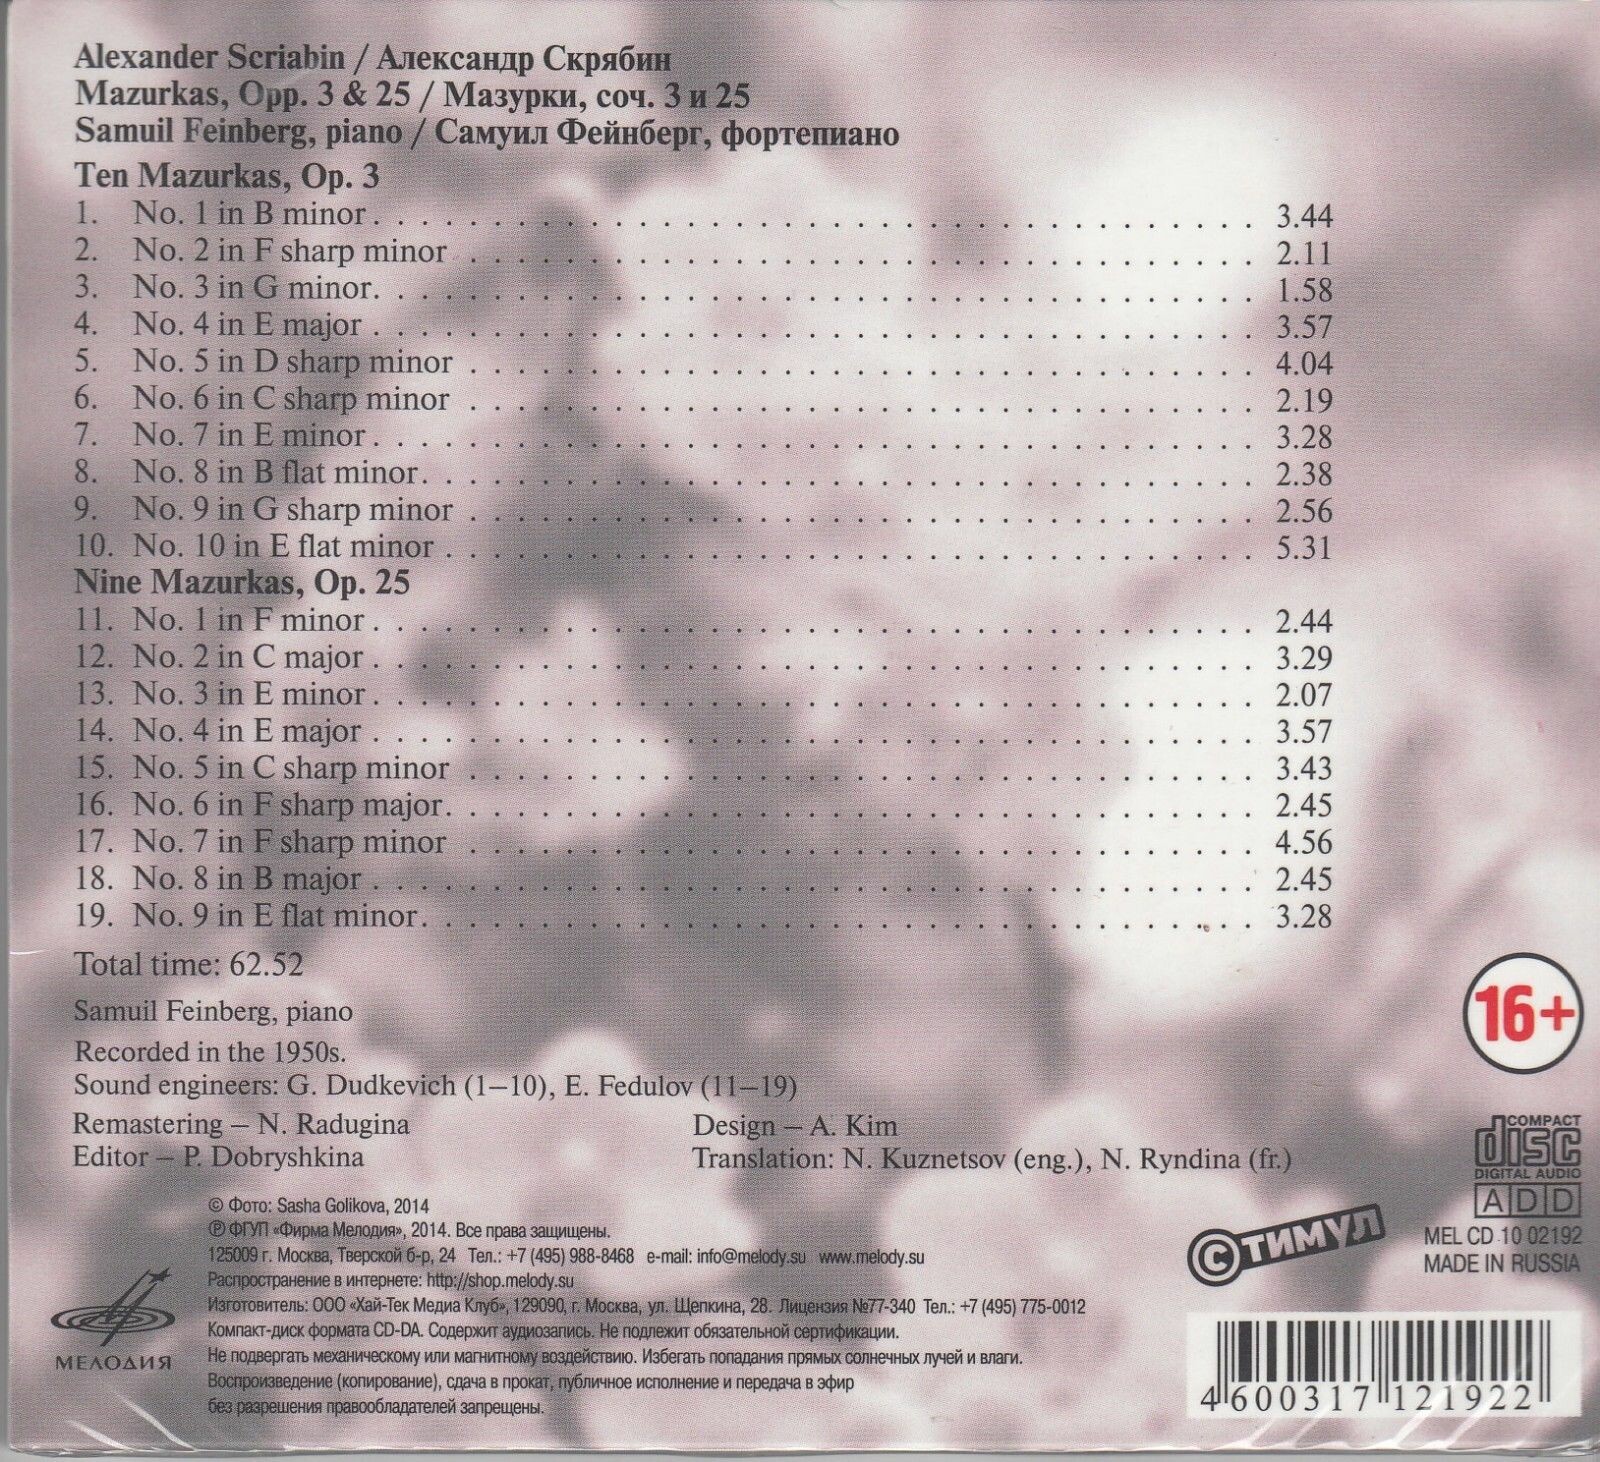 Alexander Scriabin / Александр Скрябин
Mazurkas, Opp. 3 & 25 / Мазурки, соч. 3 и 25
Samuil Feinberg, piano / Самуил Фейнберг, фортепиано
Ten Mazurkas, Op. 3
1. No. 1 in B minor 3.44
2. No. 2 in F sharp minor 2.11
3. No. 3 in G minor 1.58
4. No. 4 in E major 3.57
5. No. 5 in D sharp minor 4.04
6. No. 6 in C sharp minor 2.19
7. No. 7 in E minor 3.28
8. No. 8 in B flat minor 2.38
9. No. 9 in G sharp minor 2.56
10. No. 10 in E flat minor 5.31
Nine Mazurkas, Op. 25
11. No. 1 in F minor 2.44
12. No. 2 in C major 3.29
13. No. 3 in E minor 2.07
14. No. 4 in E major 3.57
15. No. 5 in C sharp minor 3.43
16. No. 6 in F sharp major 2.45
17. No. 7 in F sharp minor 4.56
18. No. 8 in B major 2.45
19. No. 9 in E flat minor 3.28
Total time: 62.52
Samuil Feinberg, piano
Recorded in the 1950s.
Sound engineers: G. Dudkevich (1–10), E. Fedulov (11–19)
Remastering – N. Radugina
Editor – P. Dobryshkina
Design – A. Kim
Translation: N. Kuznetsov (eng.), N. Ryndina (fr.)
© Фото: Sasha Golikova, 2014
℗ ФГУП «Фирма Мелодия», 2014. Все права защищены.
125009 г. Москва, Тверской б-р, 24 Тел.: +7 (495) 988-8468 e-mail: info@melody.su www.melody.su
Распространение в интернете: http://shop.melody.su
Изготовитель: ООО «Хай-Тек Медиа Клуб», 129090, г. Москва, ул. Щепкина, 28. Лицензия №77-340 Тел.: +7 (495) 775-0012
Компакт-диск формата CD-DA. Содержит аудиозапись. Не подлежит обязательной сертификации.
Не подвергать механическому или магнитному воздействию. Избегать попадания прямых солнечных лучей и влаги.
Воспроизведение (копирование), сдача в прокат, публичное исполнение и передача в эфир
без разрешения правообладателей запрещены.
МЕЛОДИЯ
16+
COMPACT
disc
DIGITAL AUDIO
ADD
MEL CD 10 02192
MADE IN RUSSIA
СТИМУЛ
4 600317 121922